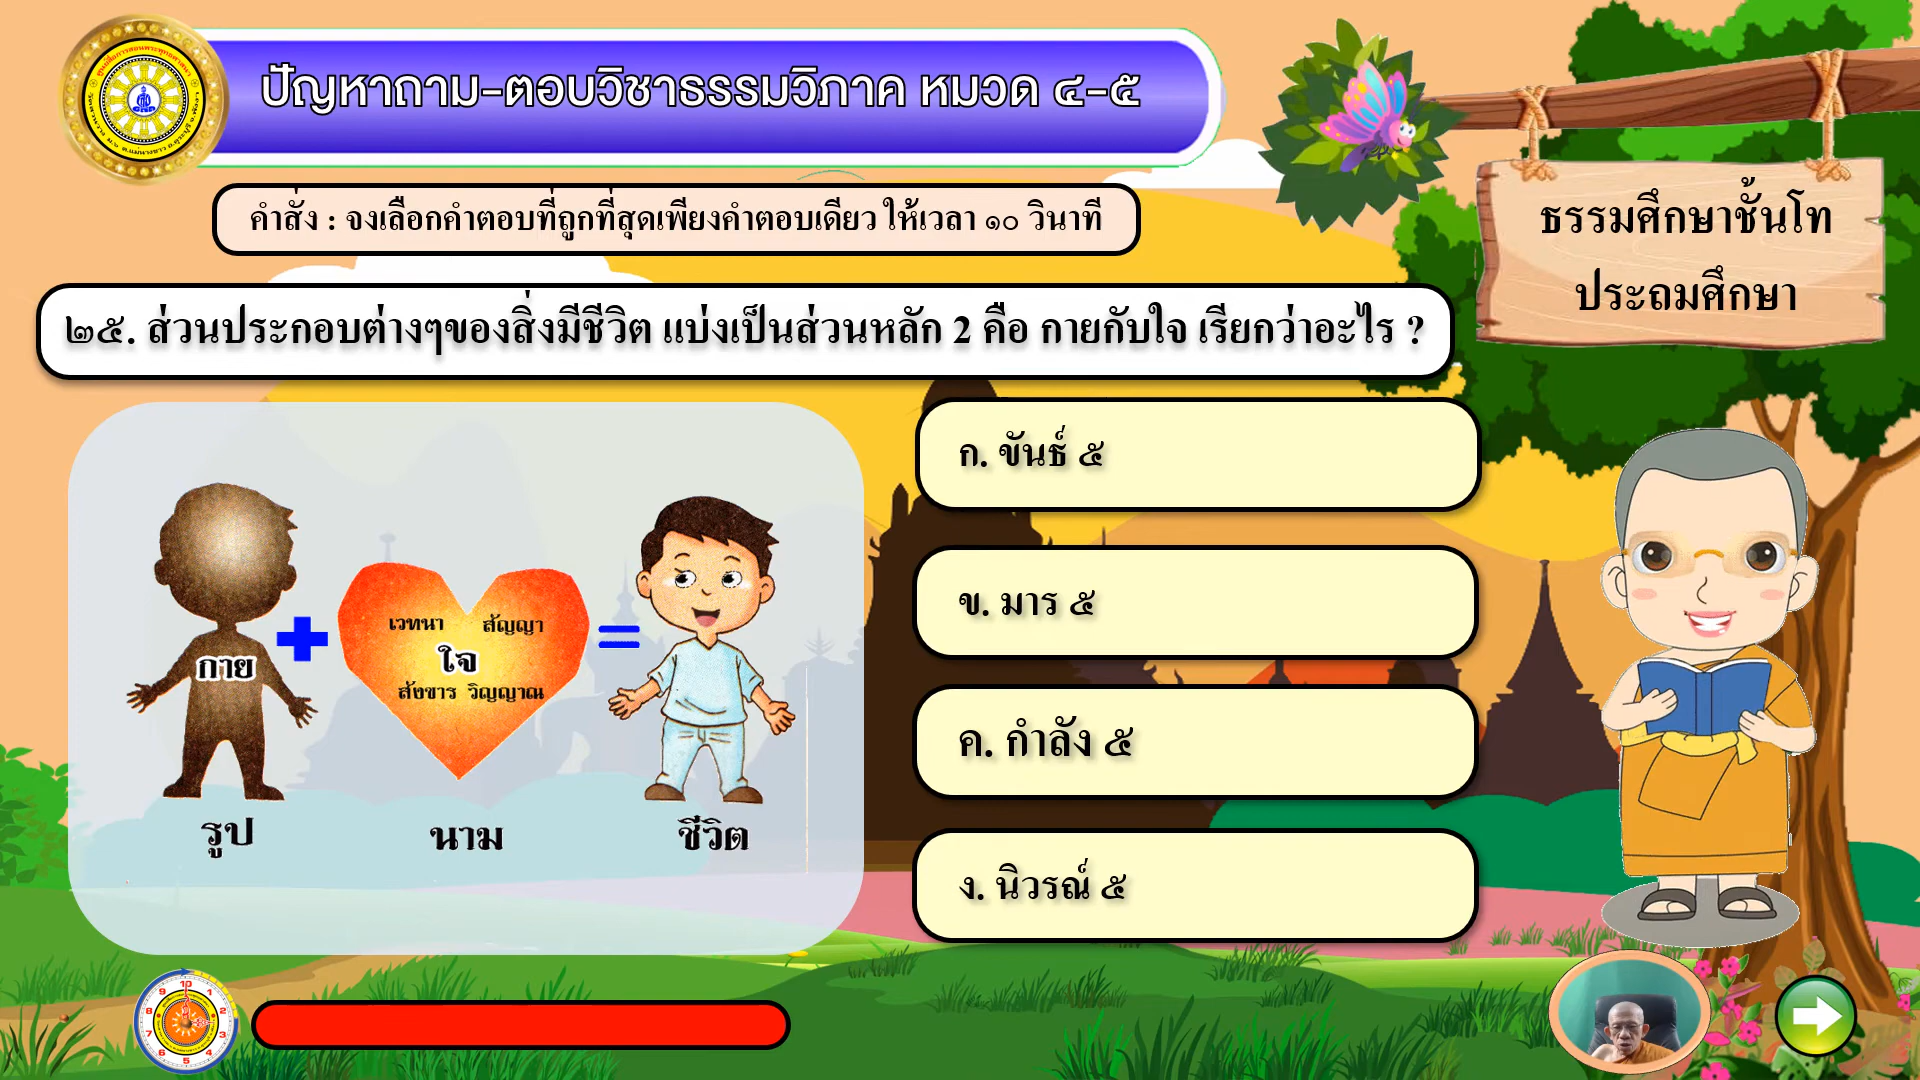 ปัญหาถาม-ตอบวิชาธรรมวิภาค หมวด ๔-๕
คำสั่ง : จงเลือกคำตอบที่ถูกที่สุดเพียงคำตอบเดียว ให้เวลา ๑๐ วินาที
ธรรมศึกษาชั้นโท
ประถมศึกษา
๒๕. ส่วนประกอบต่างๆของสิ่งมีชีวิต แบ่งเป็นส่วนหลัก 2 คือ กายกับใจ เรียกว่าอะไร ?
ก. ขันธ์ ๕
ข. มาร ๕
ค. กำลัง ๕
ง. นิวรณ์ ๕
เวทนา สัญญา
กาย
ใจ
สังขาร วิญญาณ
รูป
นาม
ชีวิต
10
1
2
3
4
5
6
7
8
9